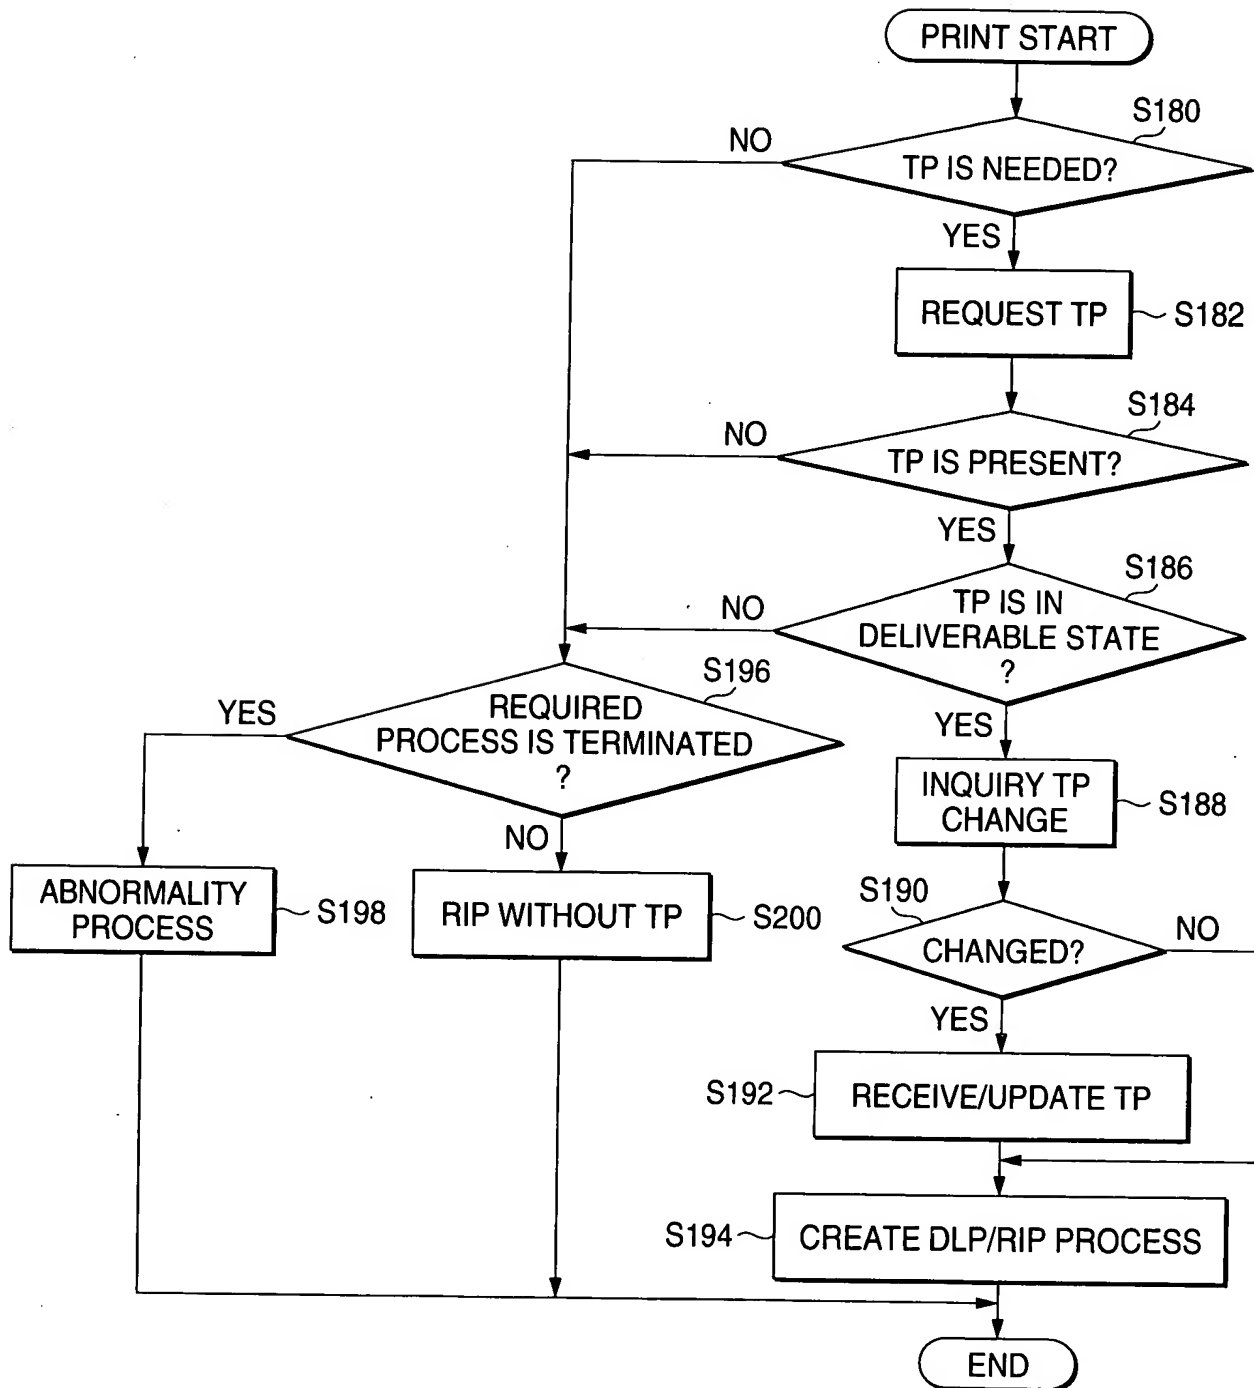 PRINT START
S180
NO
TP IS NEEDED?
YES
REQUEST TP
S182
S184
NO
TP IS PRESENT?
YES
S186
NO
TP IS IN
DELIVERABLE STATE
?
S196
YES
REQUIRED
PROCESS IS TERMINATED
?
YES
INQUIRY TP
CHANGE
S188
NO
ABNORMALITY
PROCESS
S198
RIP WITHOUT TP
S200
S190
CHANGED?
NO
YES
S192
RECEIVE/UPDATE TP
S194
CREATE DLP/RIP PROCESS
END